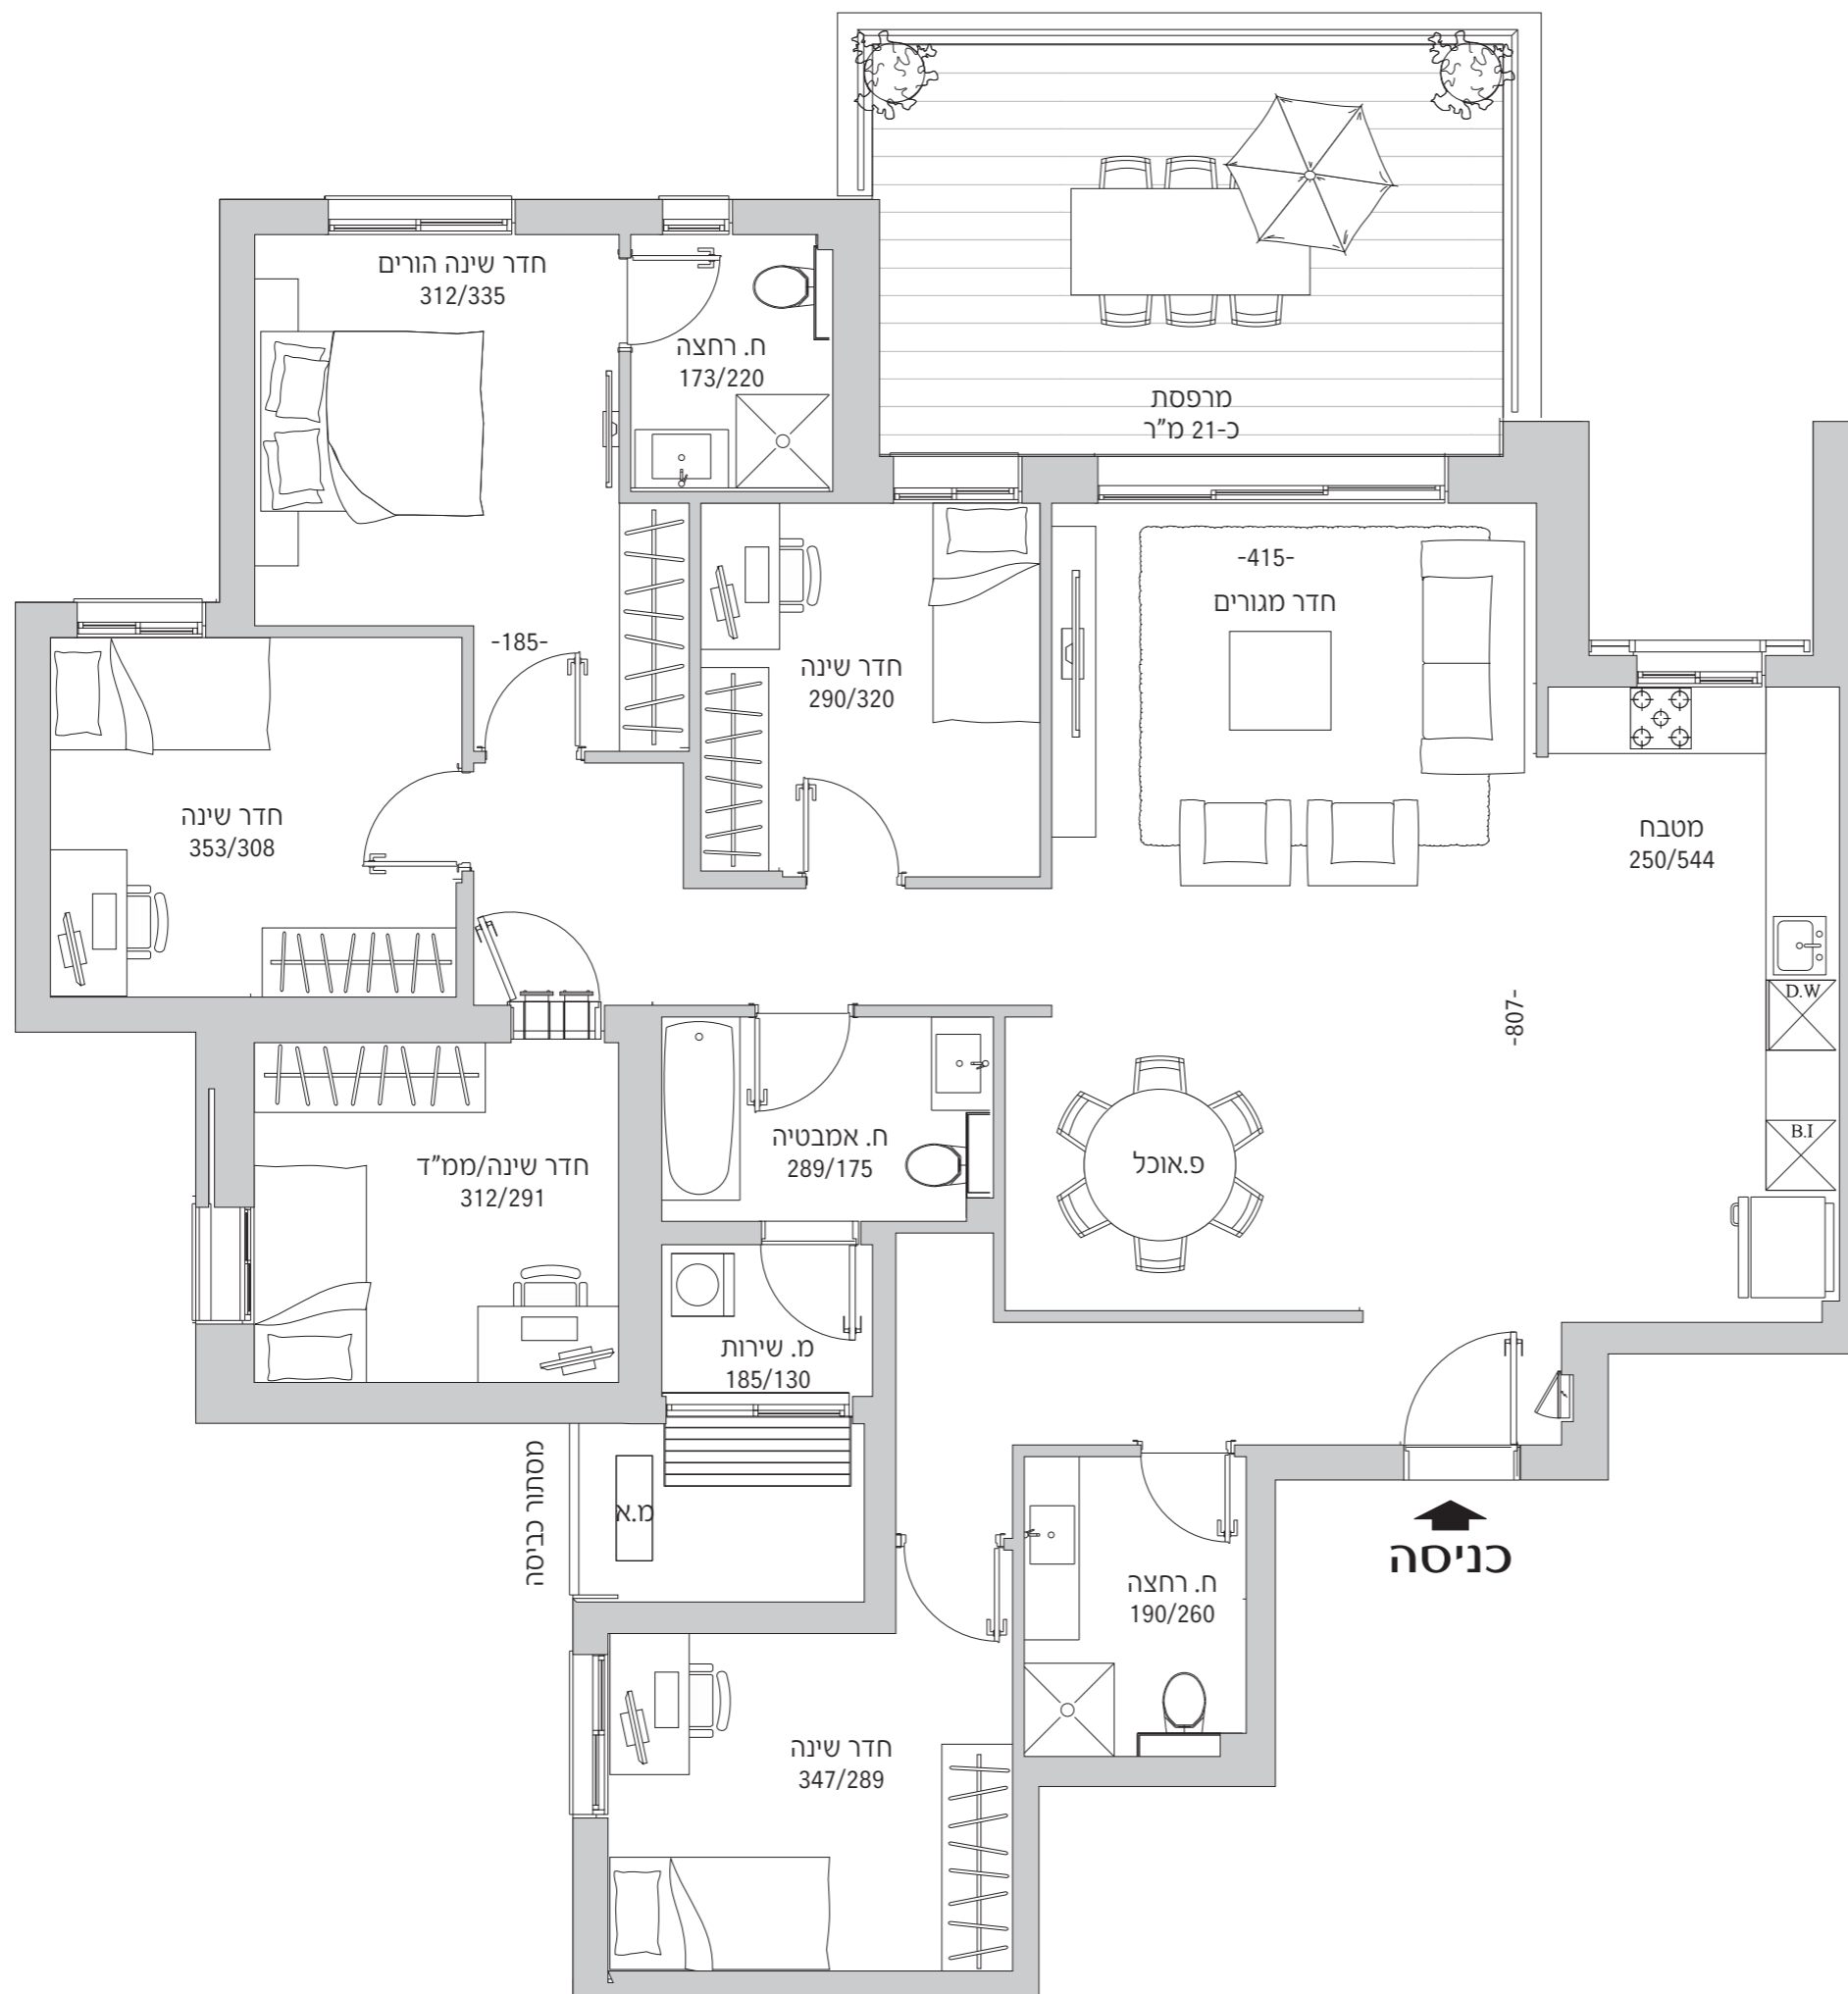 חדר שינה הורים
312/335
ח. רחצה
173/220
מרפסת
כ-21 מ"ר
-415-
חדר מגורים
-185-
חדר שינה
290/320
חדר שינה
353/308
מטבח
250/544
D.W
-807-
B.I
פ.אוכל
ח. אמבטיה
289/175
חדר שינה/ממ"ד
312/291
מ. שירות
185/130
מסתור כביסה
מ.א
כניסה
ח. רחצה
190/260
חדר שינה
347/289